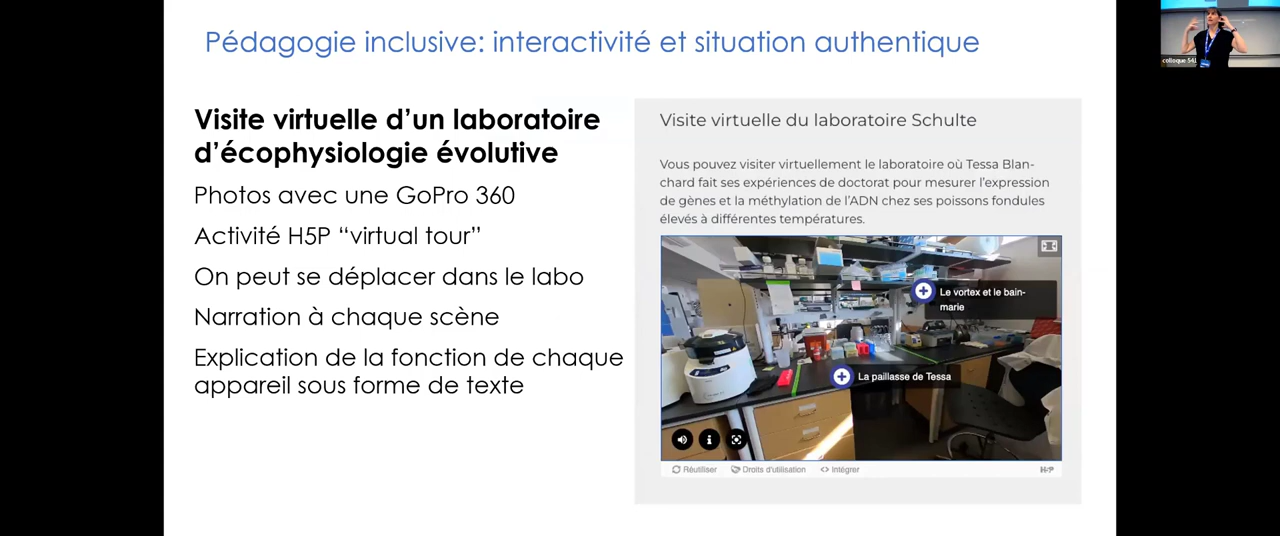 Pédagogie inclusive: interactivité et situation authentique
Visite virtuelle d’un laboratoire
d’écophysiologie évolutive
Photos avec une GoPro 360
Activité H5P “virtual tour”
On peut se déplacer dans le labo
Narration à chaque scène
Explication de la fonction de chaque
appareil sous forme de texte
Visite virtuelle du laboratoire Schulte
Vous pouvez visiter virtuellement le laboratoire où Tessa Blan-
chard fait ses expériences de doctorat pour mesurer l’expression
de gènes et la méthylation de l’ADN chez ses poissons fondules
élevés à différentes températures.
Le vortex et le bain-
marie
La paillasse de Tessa
Réutiliser
Droits d'utilisation
<> Intégrer
H5P